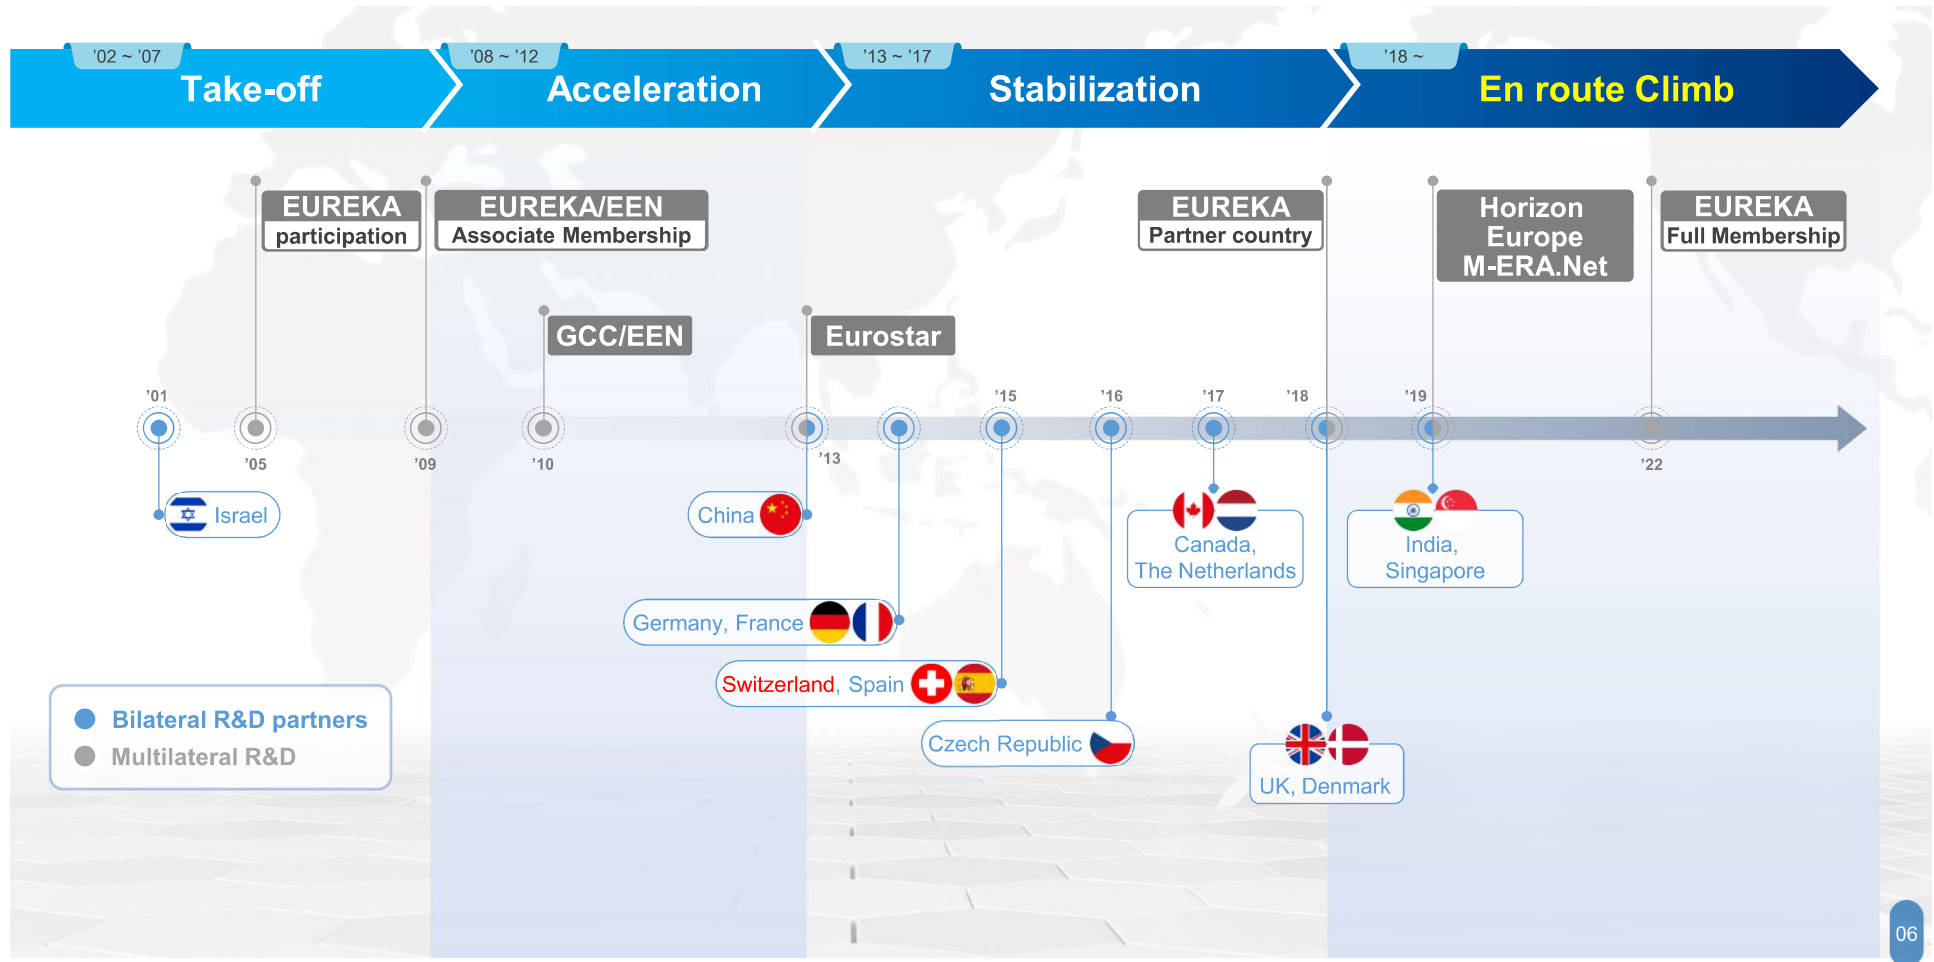 ’02 ~ ’07
Take-off
’08 ~ ’12
Acceleration
’13 ~ ’17
Stabilization
’18 ~
En route Climb
EUREKA
participation
EUREKA/EEN
Associate Membership
EUREKA
Partner country
Horizon
Europe
M-ERA.Net
EUREKA
Full Membership
GCC/EEN
Eurostar
’01
’05
’09
’10
’13
’15
’16
’17
’18
’19
’22
Israel
China
Germany, France
Switzerland, Spain
Czech Republic
Canada,
The Netherlands
UK, Denmark
India,
Singapore
Bilateral R&D partners
Multilateral R&D
06